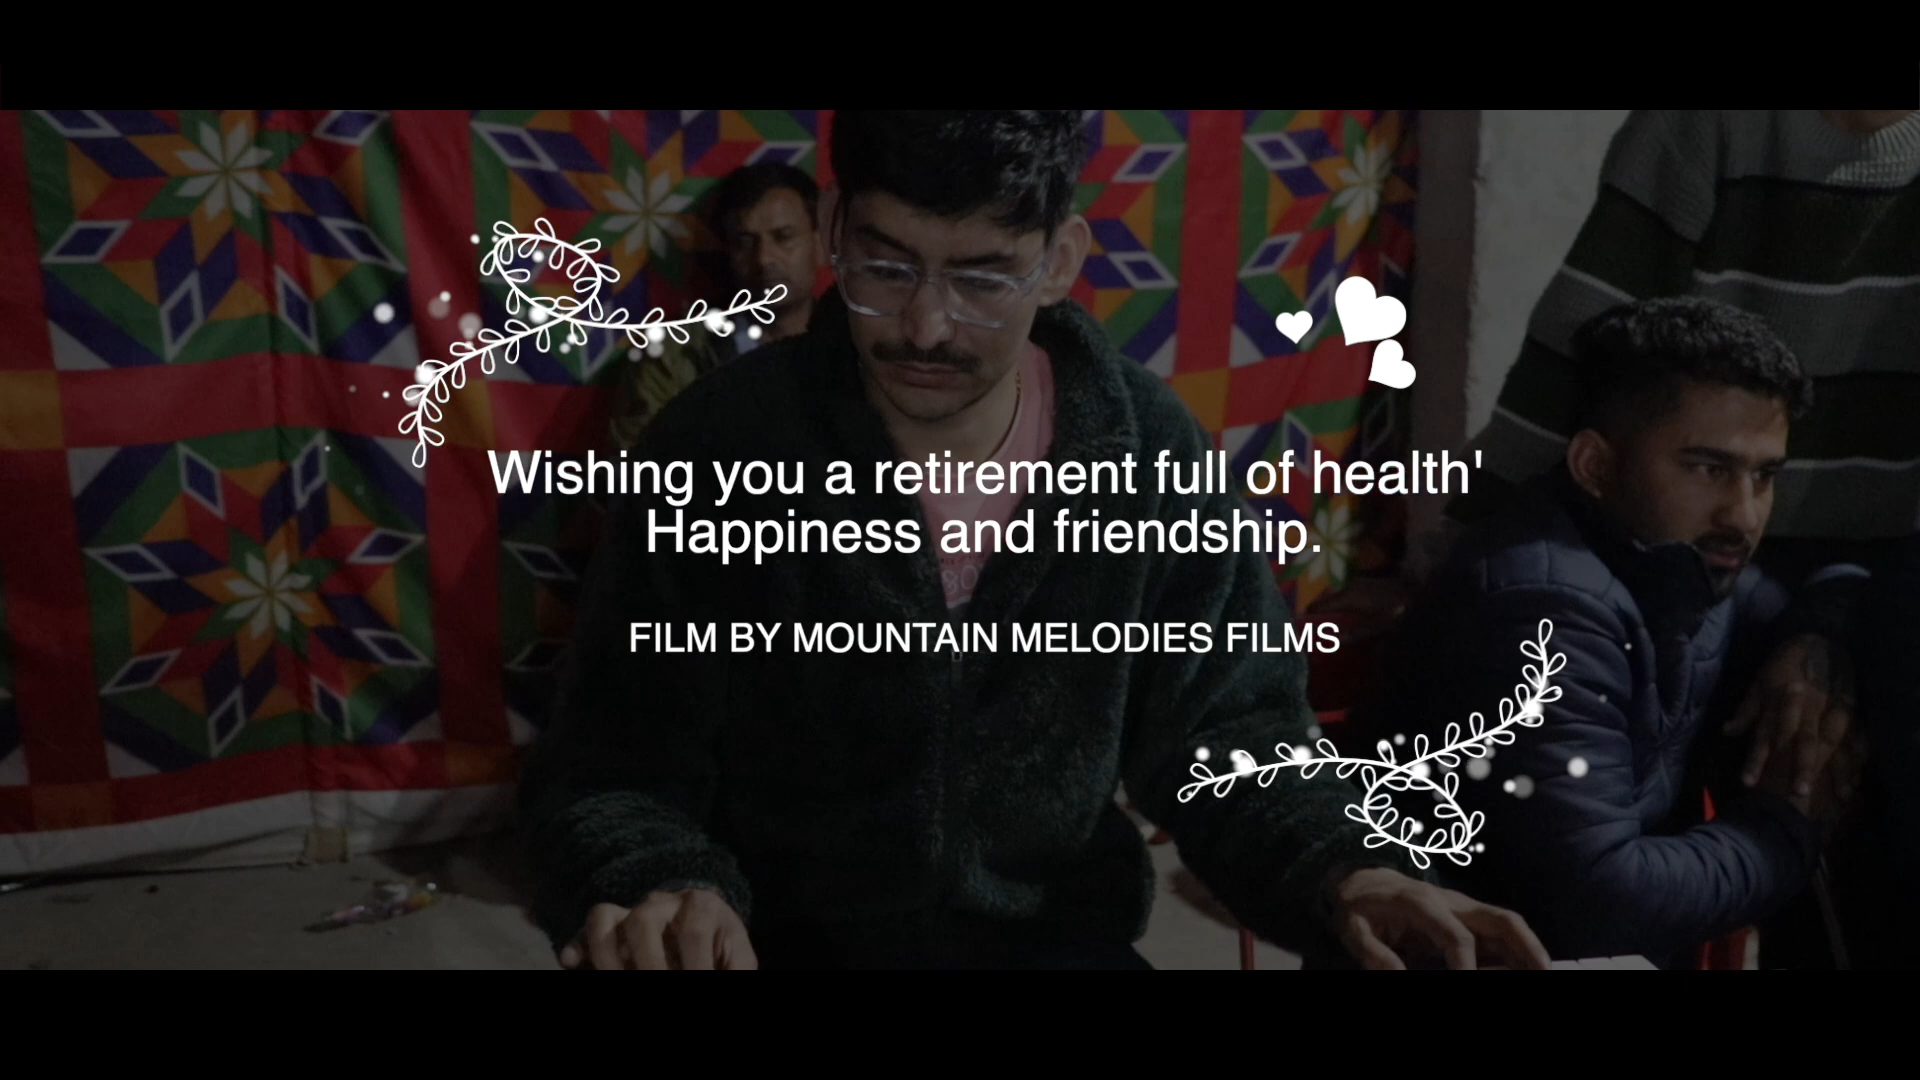 Wishing you a retirement full of health'
Happiness and friendship.
FILM BY MOUNTAIN MELODIES FILMS